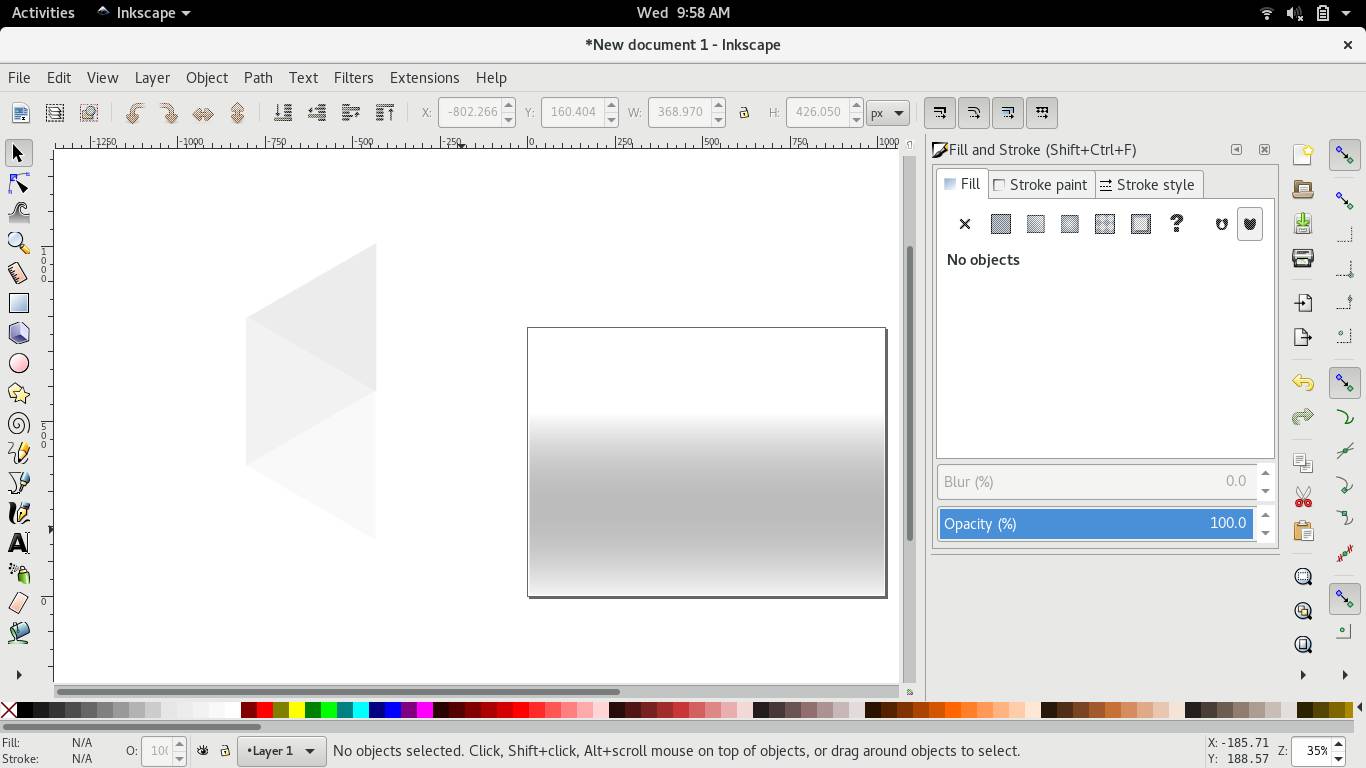 Activities Inkscape Wed 9:58 AM
*New document 1 - Inkscape
File Edit View Layer Object Path Text Filters Extensions Help
X: -802.266 Y: 160.404 W: 368.970 H: 426.050 px
-1250 -1000 -750 -500 -250 0 250 500 750 1000
1000
500
0
Fill and Stroke (Shift+Ctrl+F)
Fill Stroke paint Stroke style
?
No objects
Blur (%) 0.0
Opacity (%) 100.0
Fill: N/A
Stroke: N/A
O:
•Layer 1
No objects selected. Click, Shift+click, Alt+scroll mouse on top of objects, or drag around objects to select.
X: -185.71
Y: 188.57
Z: 35%